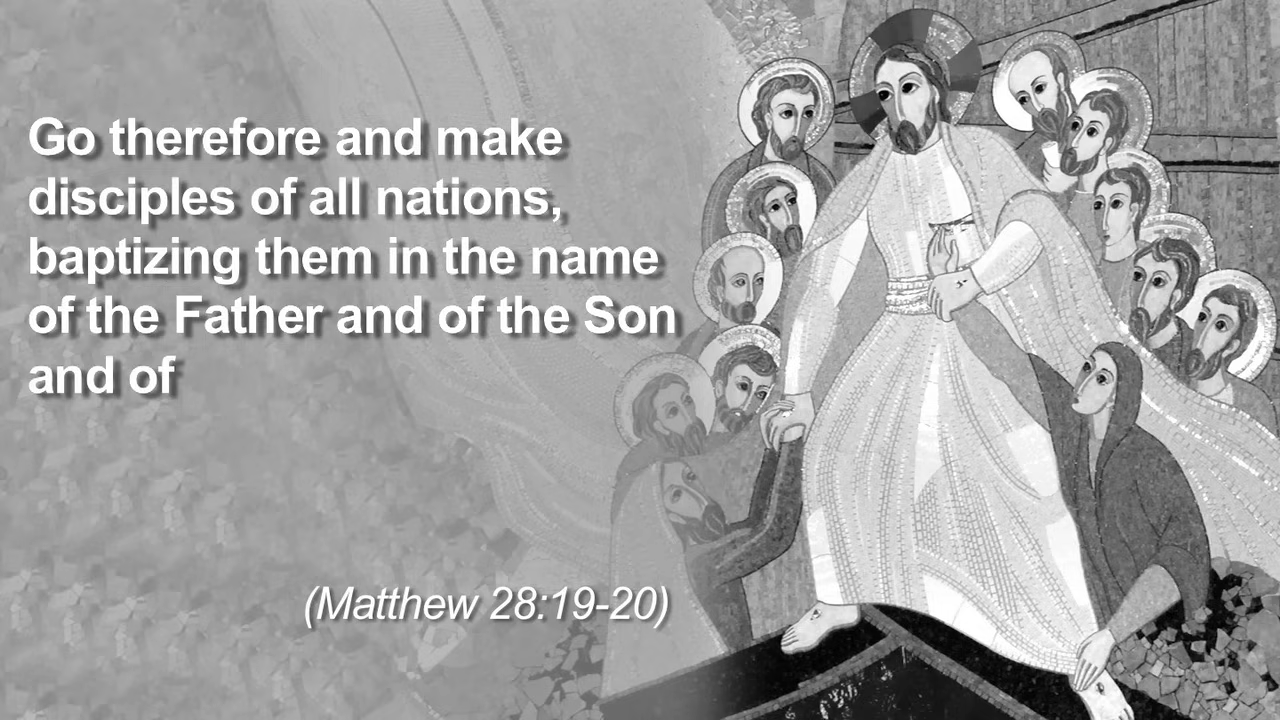 Go therefore and make
disciples of all nations,
baptizing them in the name
of the Father and of the Son
and of
(Matthew 28:19-20)